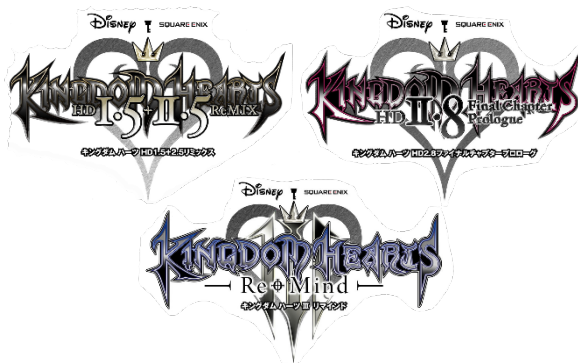 Disney SQUARE ENIX
KINGDOM HEARTS
HD I.5+II.5 ReMIX
キングダム ハーツ HD1.5+2.5リミックス
Disney SQUARE ENIX
KINGDOM HEARTS
HD II.8 Final Chapter
Prologue
キングダム ハーツ HD2.8ファイナルチャプタープロローグ
Disney SQUARE ENIX
KINGDOM HEARTS
III
Re Mind
キングダム ハーツ III リマインド